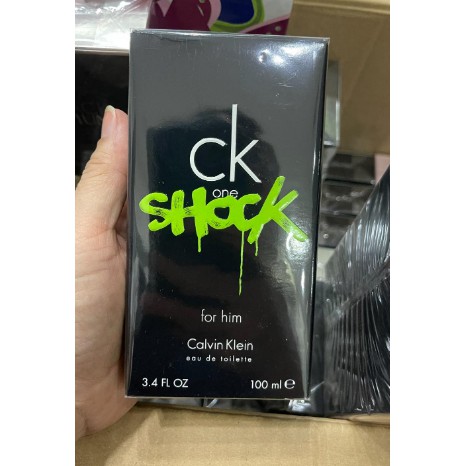 ck
one
SHOCK
for him
Calvin Klein
eau de toilette
3.4 FL OZ 100 ml ℮